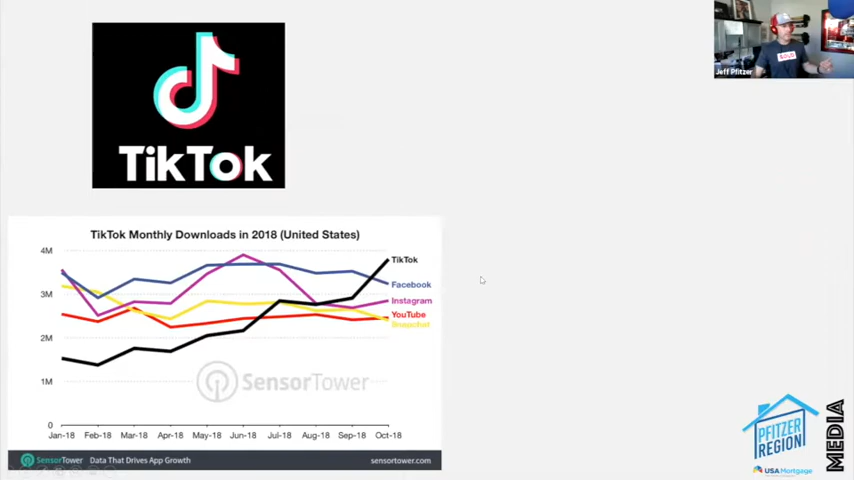 TikTok
Jeff Pfitzer
TikTok Monthly Downloads in 2018 (United States)
4M
3M
2M
1M
0
TikTok
Facebook
Instagram
YouTube
Snapchat
SensorTower
Jan-18 Feb-18 Mar-18 Apr-18 May-18 Jun-18 Jul-18 Aug-18 Sep-18 Oct-18
SensorTower Data That Drives App Growth sensortower.com
PFITZER
REGION
USA Mortgage
MEDIA